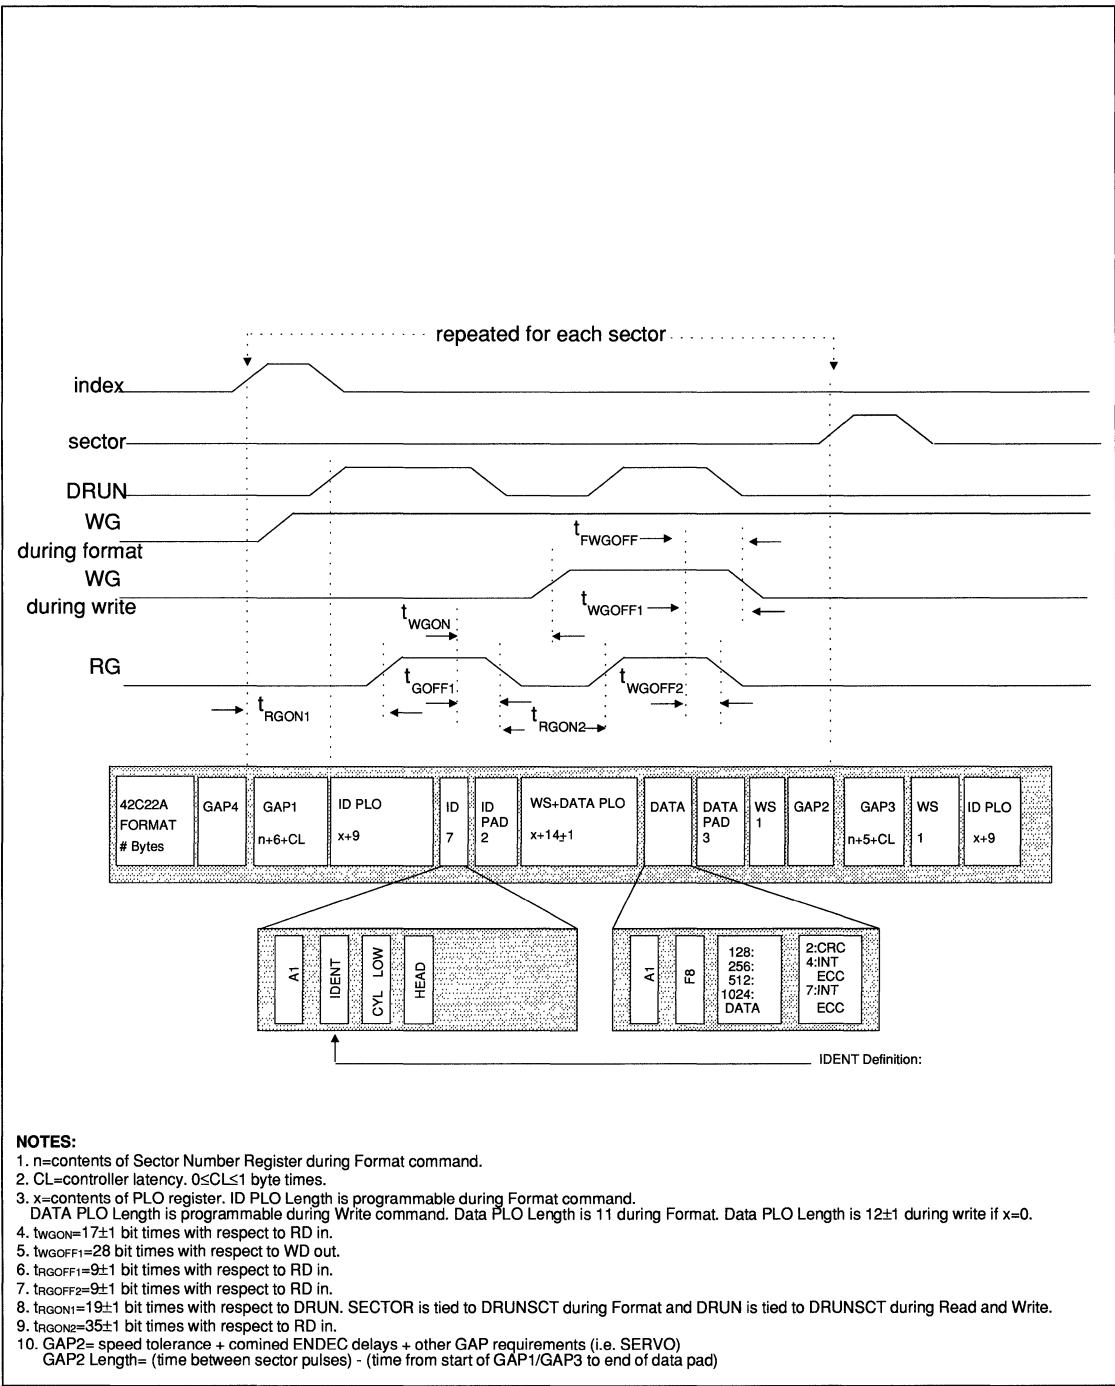 repeated for each sector
index
sector
DRUN
WG
during format
tFWGOFF
WG
during write
tWGOFF1
tWGON
RG
tGOFF1
tWGOFF2
tRGON1
tRGON2
42C22A
FORMAT
# Bytes
GAP4
GAP1
n+6+CL
ID PLO
x+9
ID
7
ID
PAD
2
WS+DATA PLO
x+14±1
DATA
DATA
PAD
3
WS
1
GAP2
GAP3
n+5+CL
WS
1
ID PLO
x+9
A1
IDENT
CYL LOW
HEAD
A1
F8
128:
256:
512:
1024:
DATA
2:CRC
4:INT
ECC
7:INT
ECC
IDENT Definition:
NOTES:
1. n=contents of Sector Number Register during Format command.
2. CL=controller latency. 0≤CL≤1 byte times.
3. x=contents of PLO register. ID PLO Length is programmable during Format command.
DATA PLO Length is programmable during Write command. Data PLO Length is 11 during Format. Data PLO Length is 12±1 during write if x=0.
4. tWGON=17±1 bit times with respect to RD in.
5. tWGOFF1=28 bit times with respect to WD out.
6. tRGOFF1=9±1 bit times with respect to RD in.
7. tRGOFF2=9±1 bit times with respect to RD in.
8. tRGON1=19±1 bit times with respect to DRUN. SECTOR is tied to DRUNSCT during Format and DRUN is tied to DRUNSCT during Read and Write.
9. tRGON2=35±1 bit times with respect to RD in.
10. GAP2= speed tolerance + comined ENDEC delays + other GAP requirements (i.e. SERVO)
GAP2 Length= (time between sector pulses) - (time from start of GAP1/GAP3 to end of data pad)